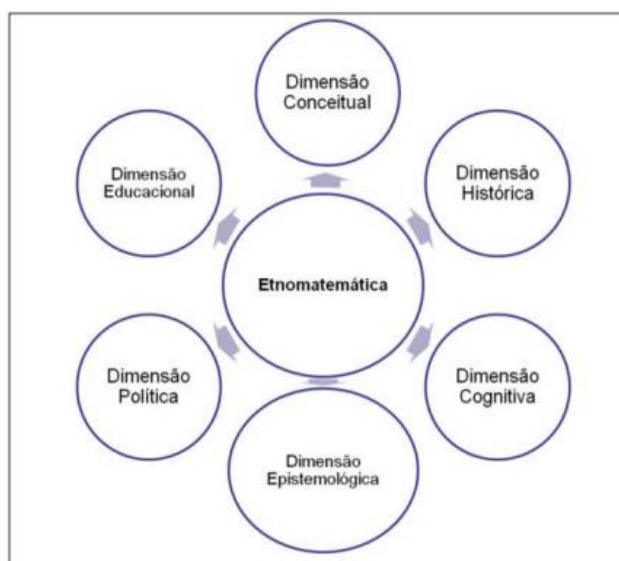 Dimensão
Conceitual
Dimensão
Educacional
Dimensão
Histórica
Etnomatemática
Dimensão
Política
Dimensão
Cognitiva
Dimensão
Epistemológica